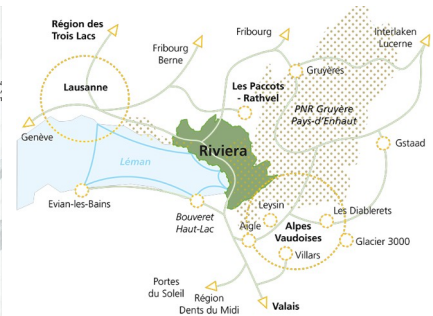 Région des
Trois Lacs
Fribourg
Interlaken
Lucerne
Fribourg
Berne
Gruyères
Lausanne
Les Paccots
- Rathvel
PNR Gruyère
Pays-d'Enhaut
Genève
Riviera
Gstaad
Léman
Evian-les-Bains
Leysin
Les Diablerets
Bouveret
Haut-Lac
Aigle
Alpes
Vaudoises
Glacier 3000
Villars
Portes
du Soleil
Région
Dents du Midi
Valais